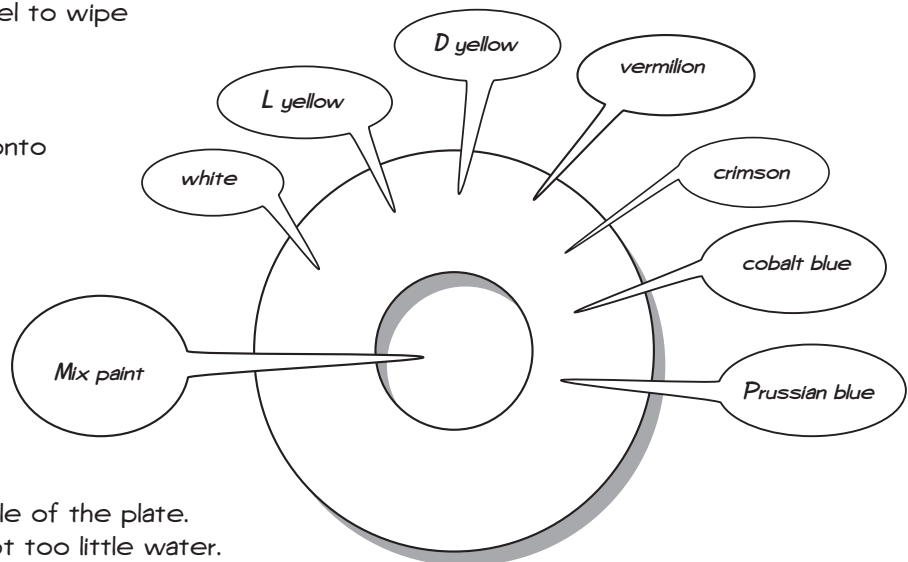 el to wipe
onto
D yellow
vermilion
L yellow
white
crimson
cobalt blue
Mix paint
Prussian blue
le of the plate.
ot too little water.